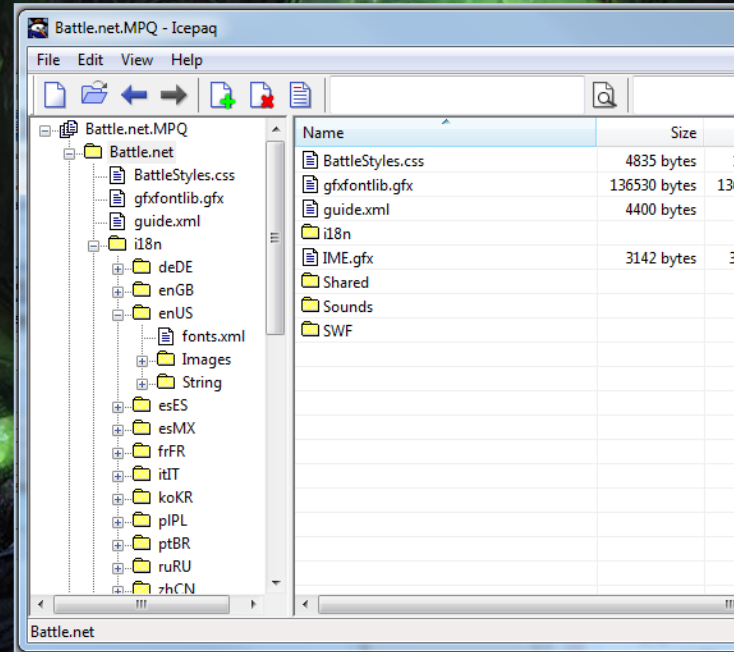 Battle.net.MPQ - Icepaq
File Edit View Help
Battle.net.MPQ
Battle.net
BattleStyles.css
gfxfontlib.gfx
guide.xml
i18n
deDE
enGB
enUS
fonts.xml
Images
String
esES
esMX
frFR
itIT
koKR
plPL
ptBR
ruRU
zhCN
Name Size
BattleStyles.css 4835 bytes
gfxfontlib.gfx 136530 bytes
guide.xml 4400 bytes
i18n
IME.gfx 3142 bytes
Shared
Sounds
SWF
Battle.net